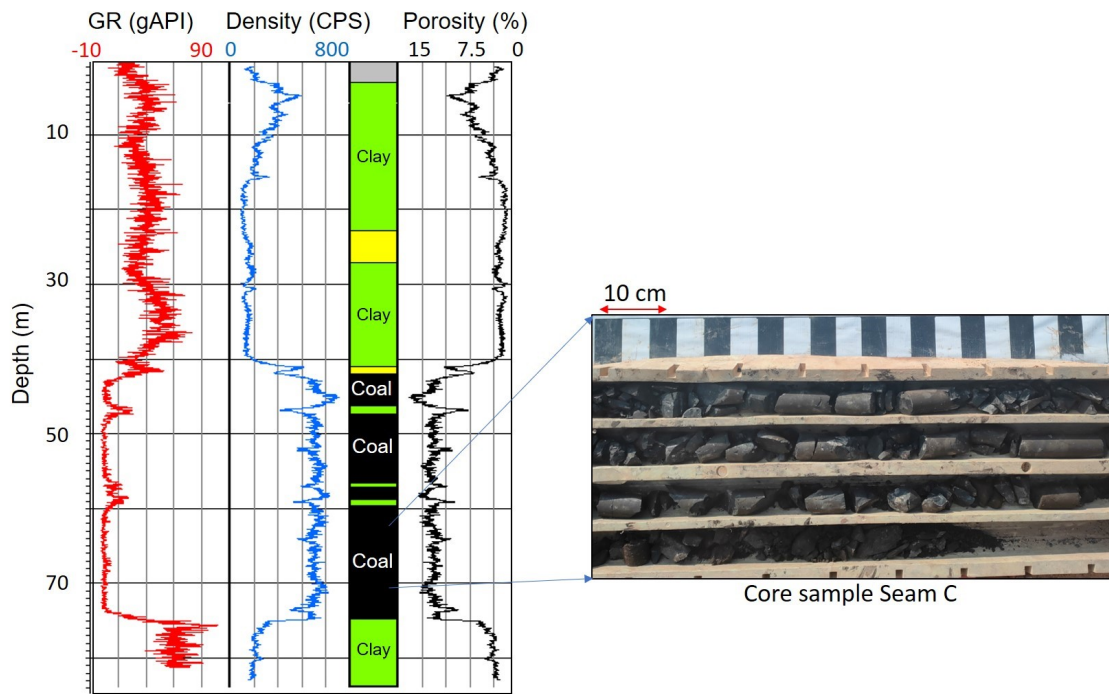 GR (gAPI) Density (CPS) Porosity (%)
-10 90 0 800 15 7.5 0
10
Clay
30
Clay
Depth (m)
10 cm
Coal
50
Coal
Coal
70
Clay
Core sample Seam C